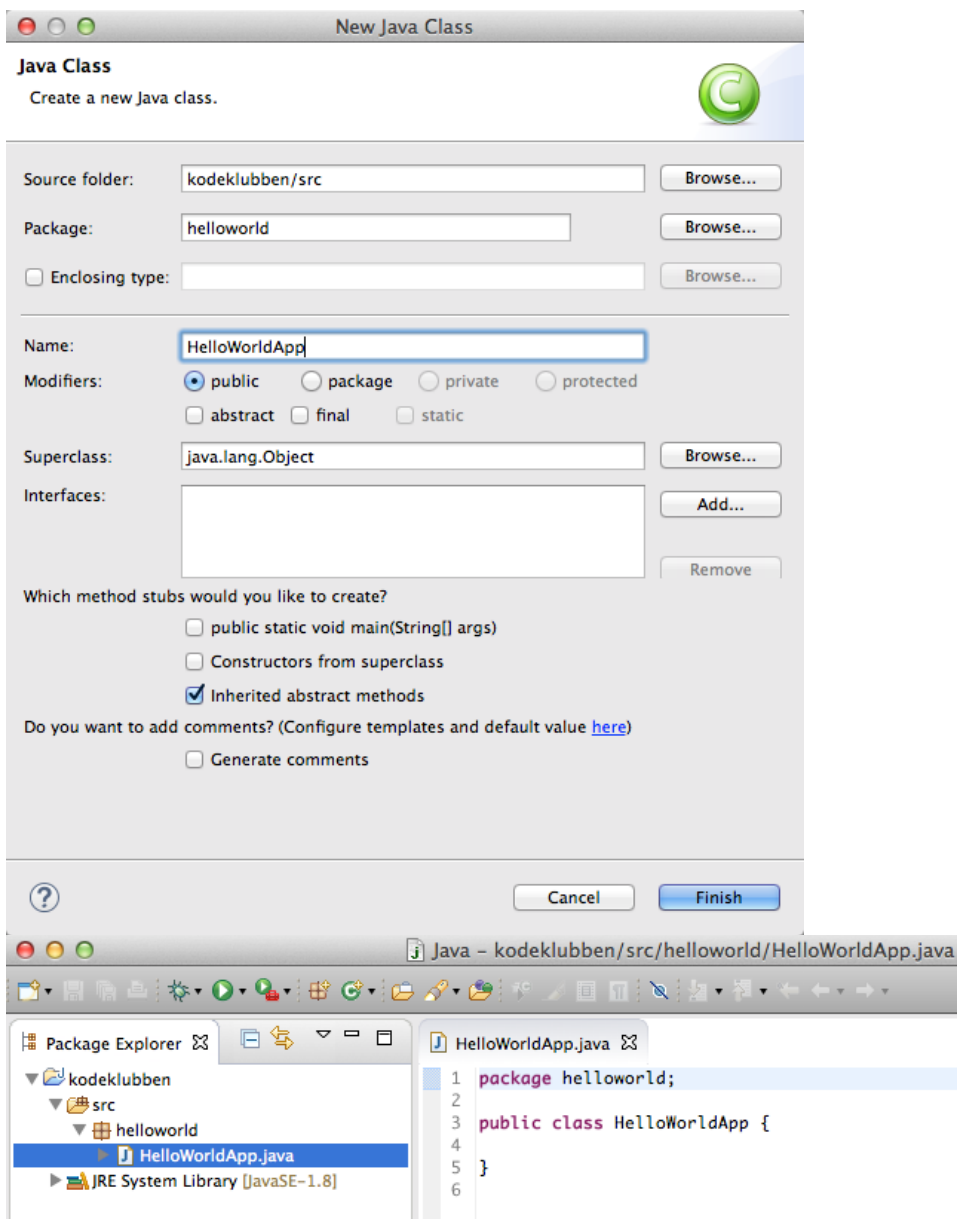 New Java Class
Java Class
Create a new Java class.
Source folder: kodeklubben/src Browse...
Package: helloworld Browse...
Enclosing type: Browse...
Name: HelloWorldApp
Modifiers: public package private protected
abstract final static
Superclass: java.lang.Object Browse...
Interfaces: Add...
Remove
Which method stubs would you like to create?
public static void main(String[] args)
Constructors from superclass
Inherited abstract methods
Do you want to add comments? (Configure templates and default value here)
Generate comments
? Cancel Finish
Java – kodeklubben/src/helloworld/HelloWorldApp.java
Package Explorer
kodeklubben
src
helloworld
HelloWorldApp.java
JRE System Library [JavaSE-1.8]
HelloWorldApp.java
1 package helloworld;
2
3 public class HelloWorldApp {
4
5 }
6